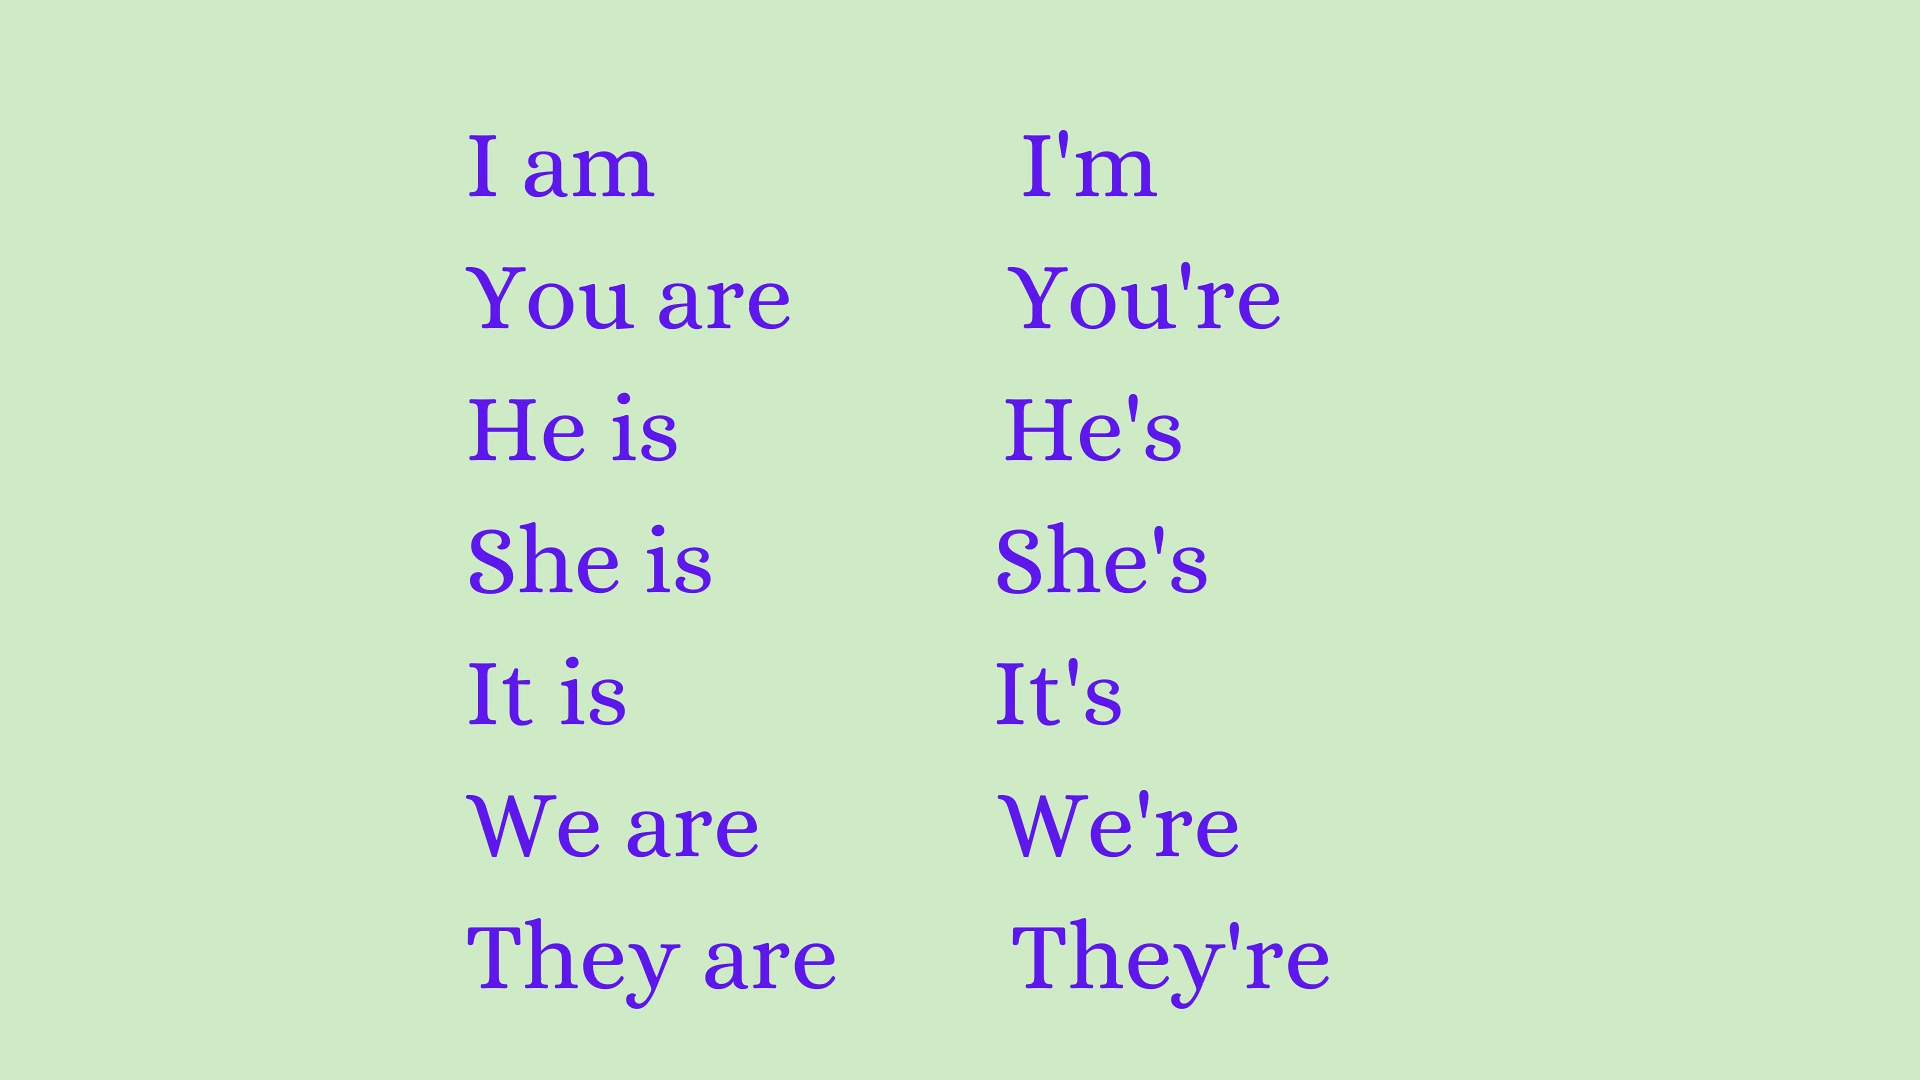 I am I'm
You are You're
He is He's
She is She's
It is It's
We are We're
They are They're